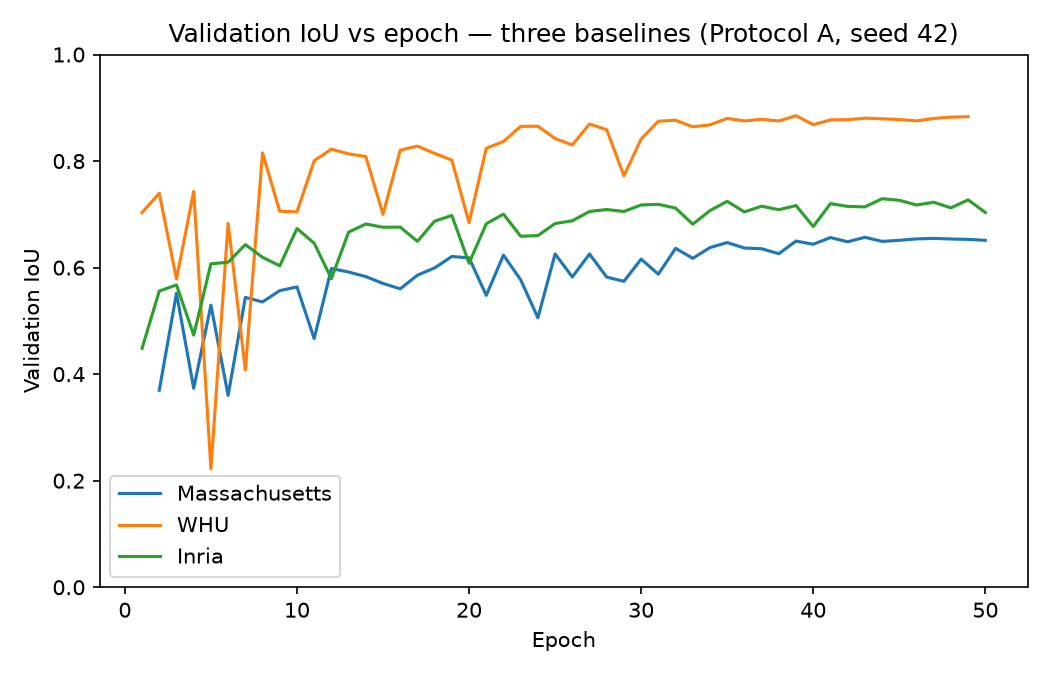 Validation IoU vs epoch — three baselines (Protocol A, seed 42)
1.0
0.8
0.6
0.4
0.2
0.0
Validation IoU
Massachusetts
WHU
Inria
0 10 20 30 40 50
Epoch